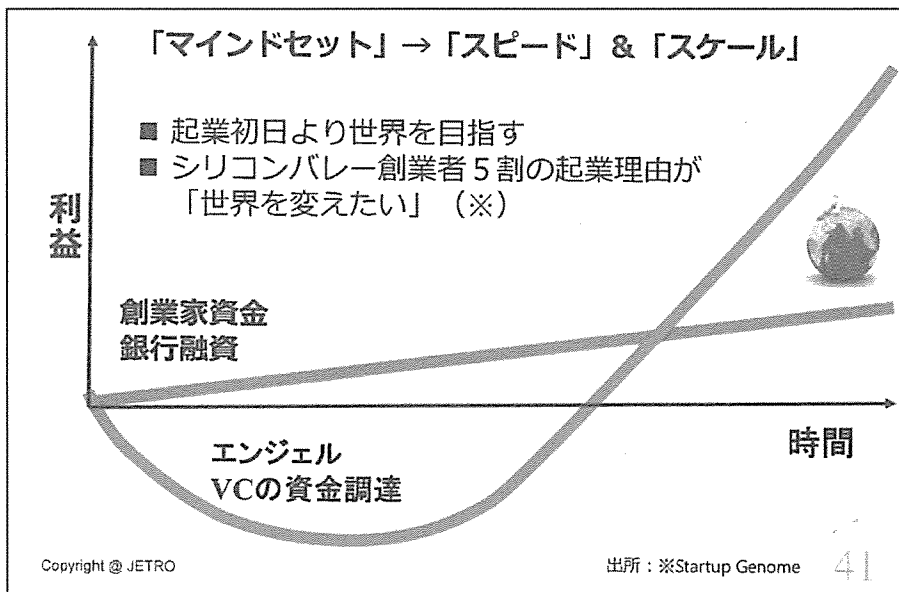 「マインドセット」→「スピード」&「スケール」
■ 起業初日より世界を目指す
■ シリコンバレー創業者5割の起業理由が
「世界を変えたい」（※）
利益
創業家資金
銀行融資
エンジェル
VCの資金調達
時間
Copyright @ JETRO
出所：※Startup Genome
41